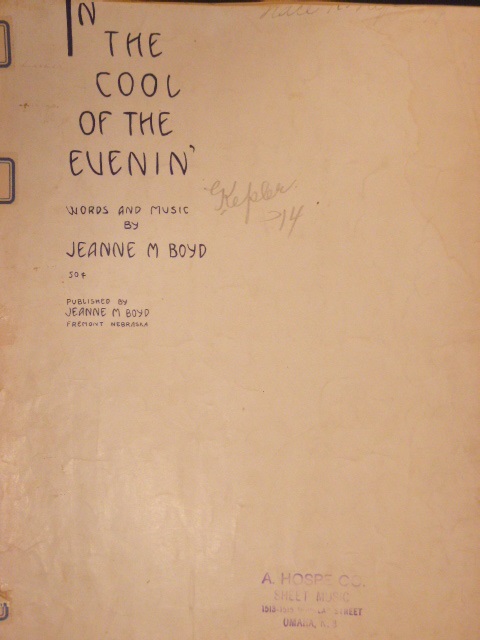 IN
THE
COOL
OF THE
EVENIN'
WORDS AND MUSIC
BY
JEANNE M BOYD
50¢
PUBLISHED BY
JEANNE M BOYD
FREMONT NEBRASKA
Kepler
14
A. HOSPE CO.
SHEET MUSIC
STREET
OMAHA, N